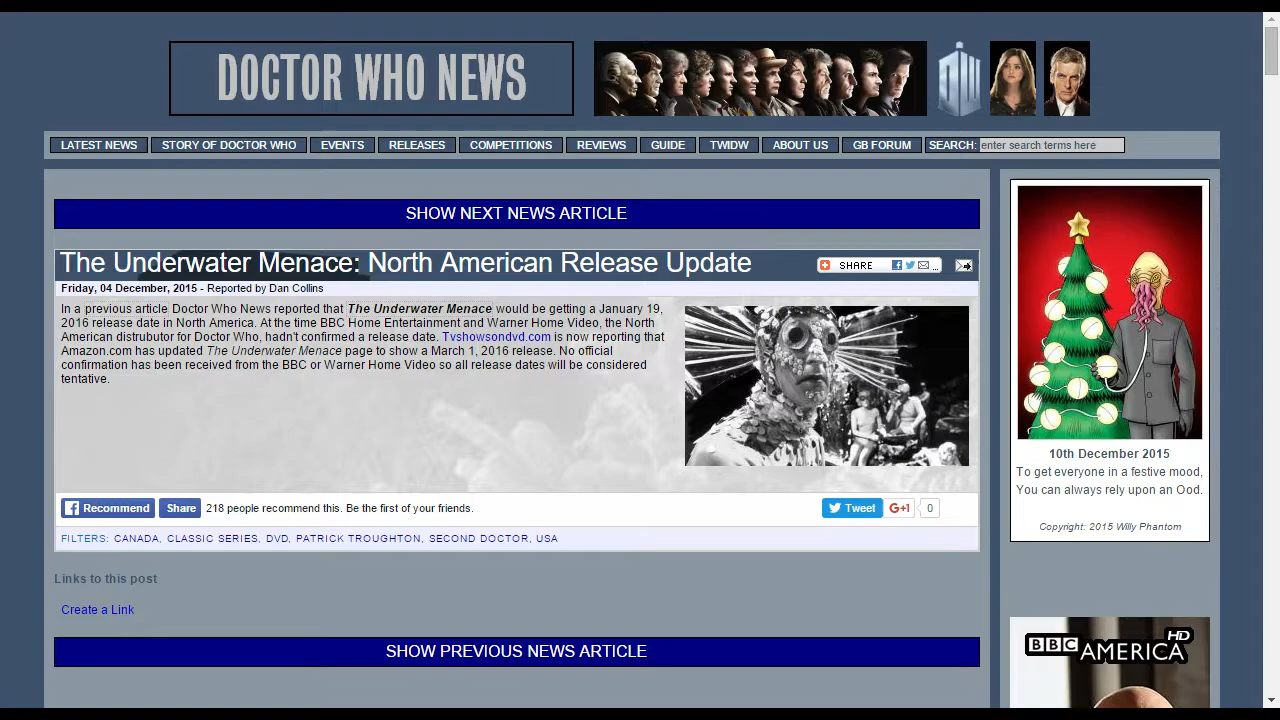 DOCTOR WHO NEWS
LATEST NEWS
STORY OF DOCTOR WHO
EVENTS
RELEASES
COMPETITIONS
REVIEWS
GUIDE
TWIDW
ABOUT US
GB FORUM
SEARCH: enter search terms here
SHOW NEXT NEWS ARTICLE
The Underwater Menace: North American Release Update
SHARE
Friday, 04 December, 2015 - Reported by Dan Collins
In a previous article Doctor Who News reported that The Underwater Menace would be getting a January 19,
2016 release date in North America. At the time BBC Home Entertainment and Warner Home Video, the North
American distrubutor for Doctor Who, hadn't confirmed a release date. Tvshowsondvd.com is now reporting that
Amazon.com has updated The Underwater Menace page to show a March 1, 2016 release. No official
confirmation has been received from the BBC or Warner Home Video so all release dates will be considered
tentative.
Recommend
Share
218 people recommend this. Be the first of your friends.
Tweet
G+1
0
FILTERS: CANADA, CLASSIC SERIES, DVD, PATRICK TROUGHTON, SECOND DOCTOR, USA
Links to this post
Create a Link
SHOW PREVIOUS NEWS ARTICLE
10th December 2015
To get everyone in a festive mood,
You can always rely upon an Ood.
Copyright: 2015 Willy Phantom
BBC AMERICA HD